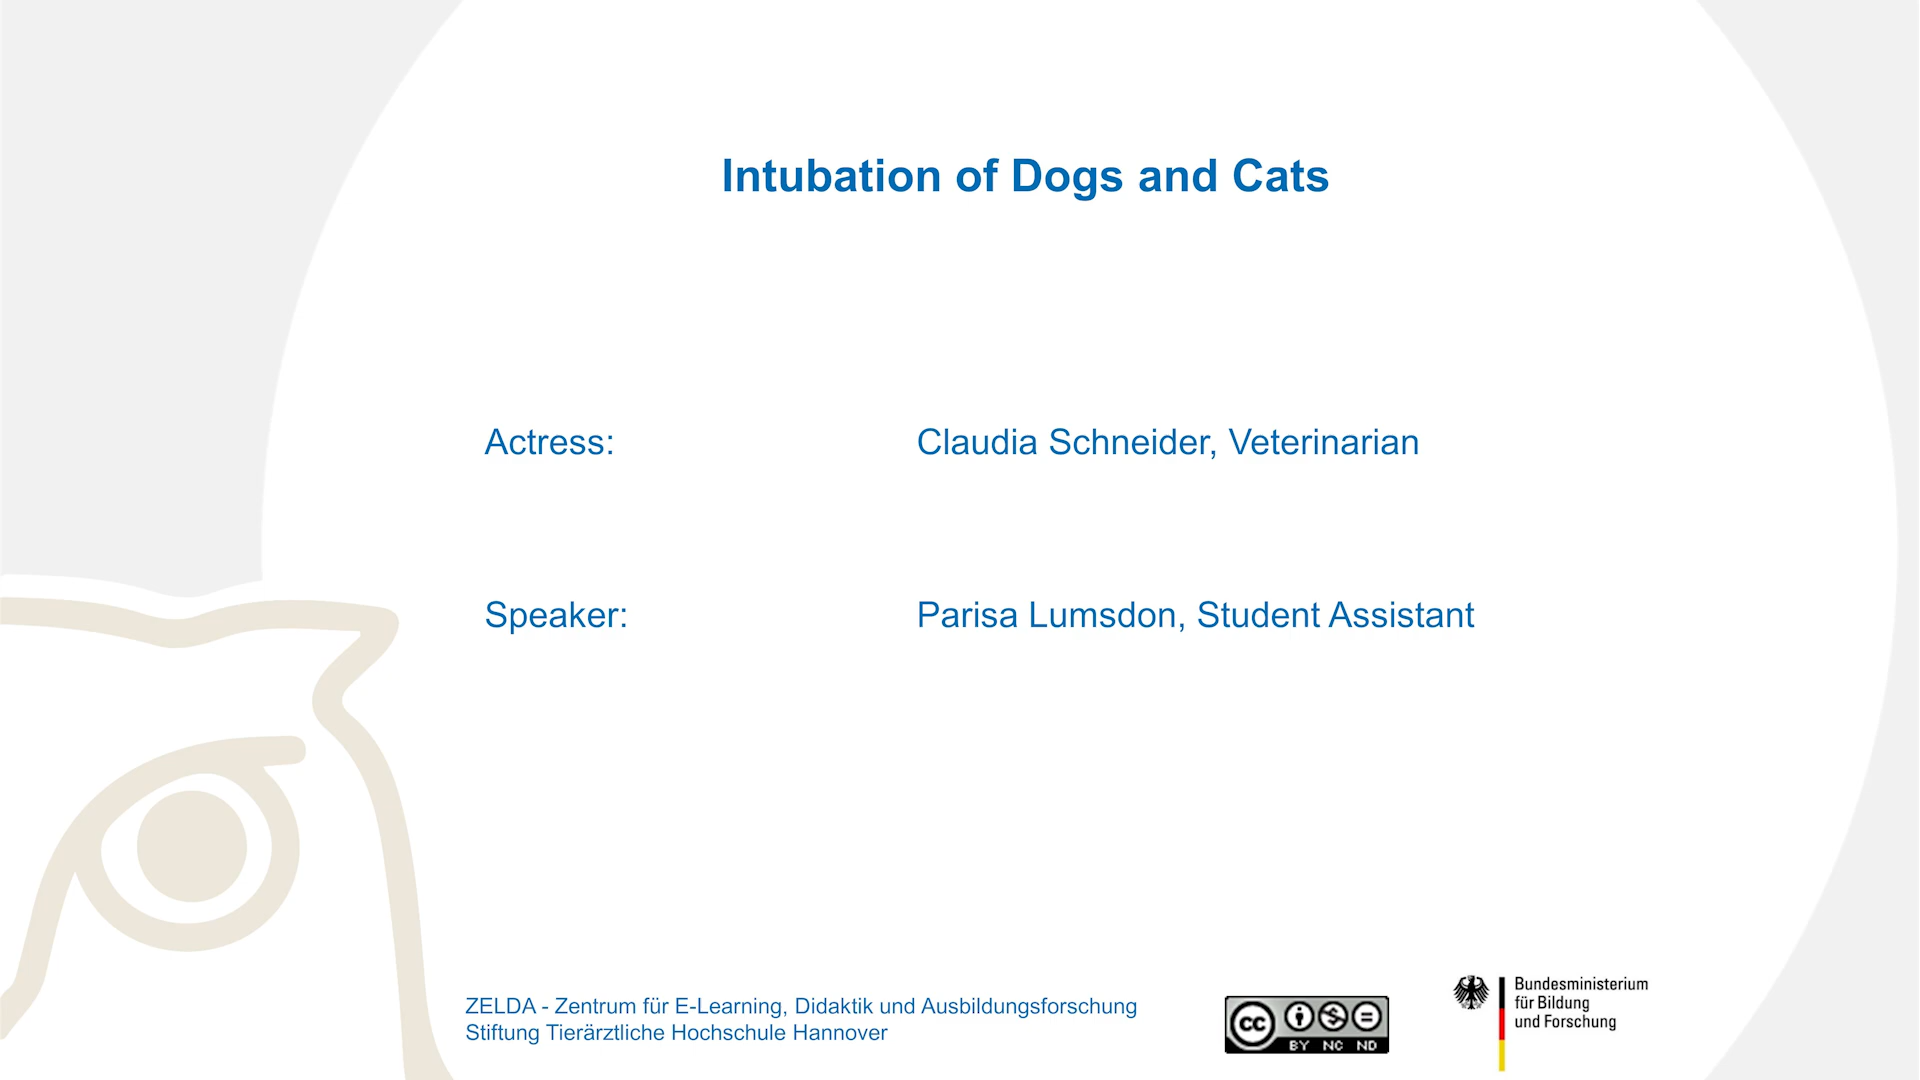 Intubation of Dogs and Cats
Actress: Claudia Schneider, Veterinarian
Speaker: Parisa Lumsdon, Student Assistant
ZELDA - Zentrum für E-Learning, Didaktik und Ausbildungsforschung
Stiftung Tierärztliche Hochschule Hannover
cc
BY NC ND
Bundesministerium
für Bildung
und Forschung